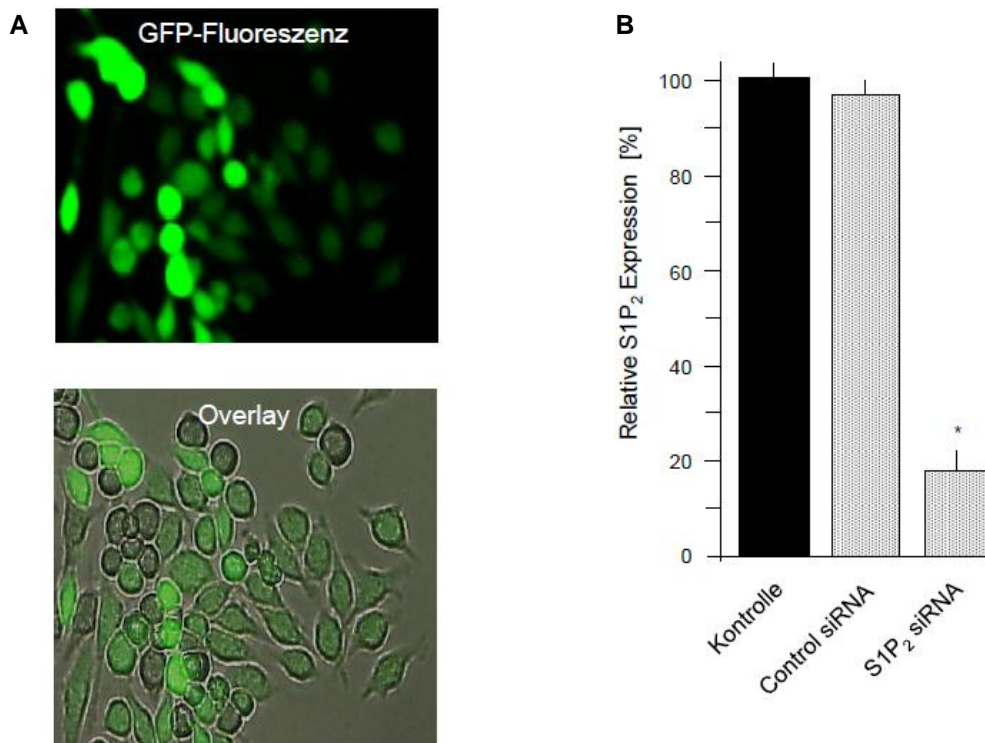 A
GFP-Fluoreszenz
Overlay
B
Relative S1P₂ Expression [%]
100
80
60
40
20
0
*
Kontrolle
Control siRNA
S1P₂ siRNA